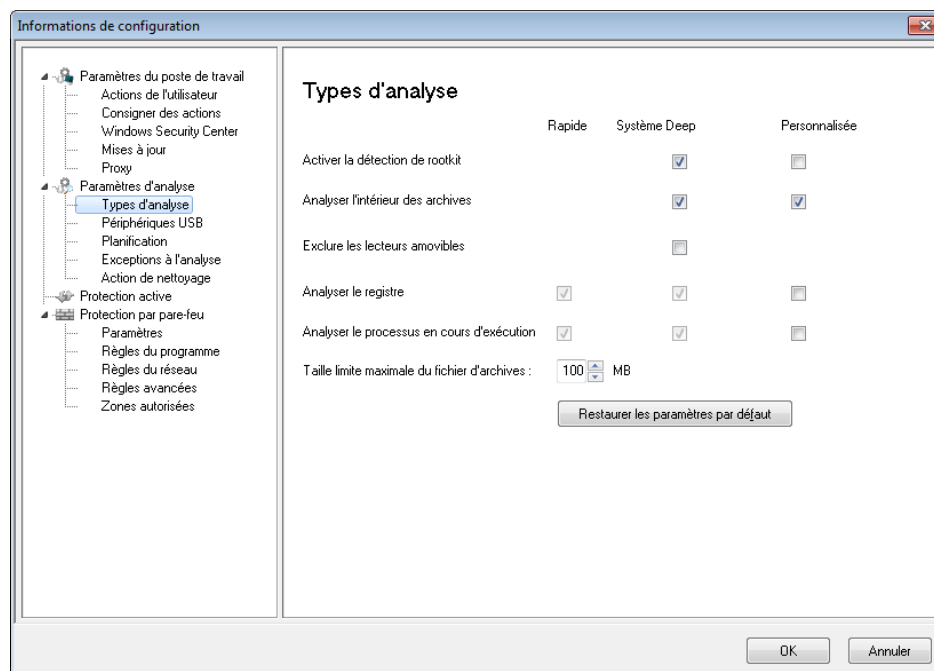 Informations de configuration
Paramètres du poste de travail
Actions de l'utilisateur
Consigner des actions
Windows Security Center
Mises à jour
Proxy
Paramètres d'analyse
Types d'analyse
Périphériques USB
Planification
Exceptions à l'analyse
Action de nettoyage
Protection active
Protection par pare-feu
Paramètres
Règles du programme
Règles du réseau
Règles avancées
Zones autorisées
Types d'analyse
Rapide Système Deep Personnalisée
Activer la détection de rootkit
Analyser l'intérieur des archives
Exclure les lecteurs amovibles
Analyser le registre
Analyser le processus en cours d'exécution
Taille limite maximale du fichier d'archives : 100 MB
Restaurer les paramètres par défaut
OK Annuler